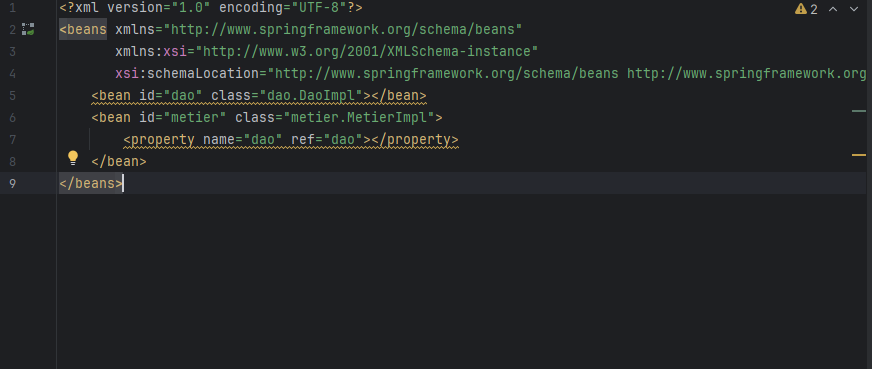 1 <?xml version="1.0" encoding="UTF-8"?> 2
2 <beans xmlns="http://www.springframework.org/schema/beans"
3 xmlns:xsi="http://www.w3.org/2001/XMLSchema-instance"
4 xsi:schemaLocation="http://www.springframework.org/schema/beans http://www.springframework.org
5 <bean id="dao" class="dao.DaoImpl"></bean>
6 <bean id="metier" class="metier.MetierImpl">
7 <property name="dao" ref="dao"></property>
8 </bean>
9 </beans>